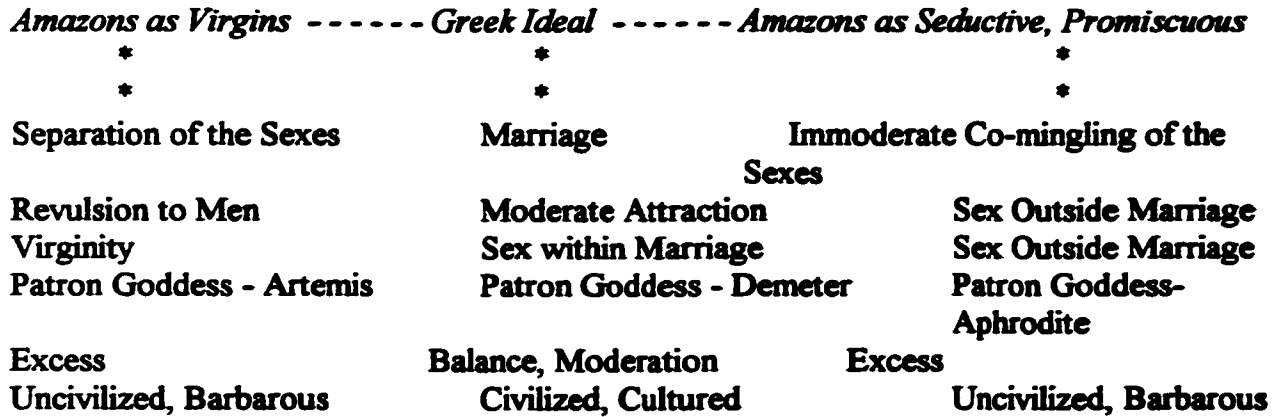 Amazons as Virgins - - - - - - Greek Ideal - - - - - - Amazons as Seductive, Promiscuous
* * *
* * *
Separation of the Sexes Marriage Immoderate Co-mingling of the
Sexes
Revulsion to Men Moderate Attraction Sex Outside Marriage
Virginity Sex within Marriage Sex Outside Marriage
Patron Goddess - Artemis Patron Goddess - Demeter Patron Goddess-
Aphrodite
Excess Balance, Moderation Excess
Uncivilized, Barbarous Civilized, Cultured Uncivilized, Barbarous